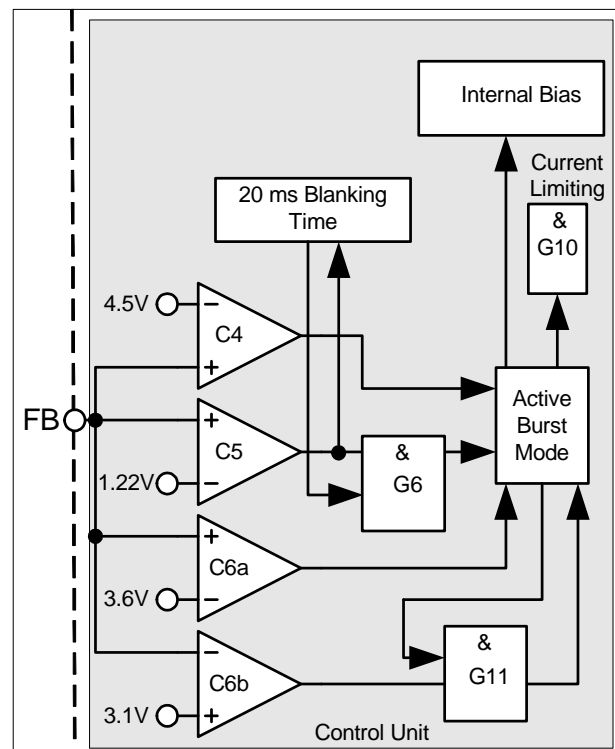 Internal Bias
Current
Limiting
20 ms Blanking
Time
&
G10
4.5V
−
C4
+
FB
+
C5
−
1.22V
&
G6
Active
Burst
Mode
+
C6a
−
3.6V
−
C6b
+
3.1V
&
G11
Control Unit